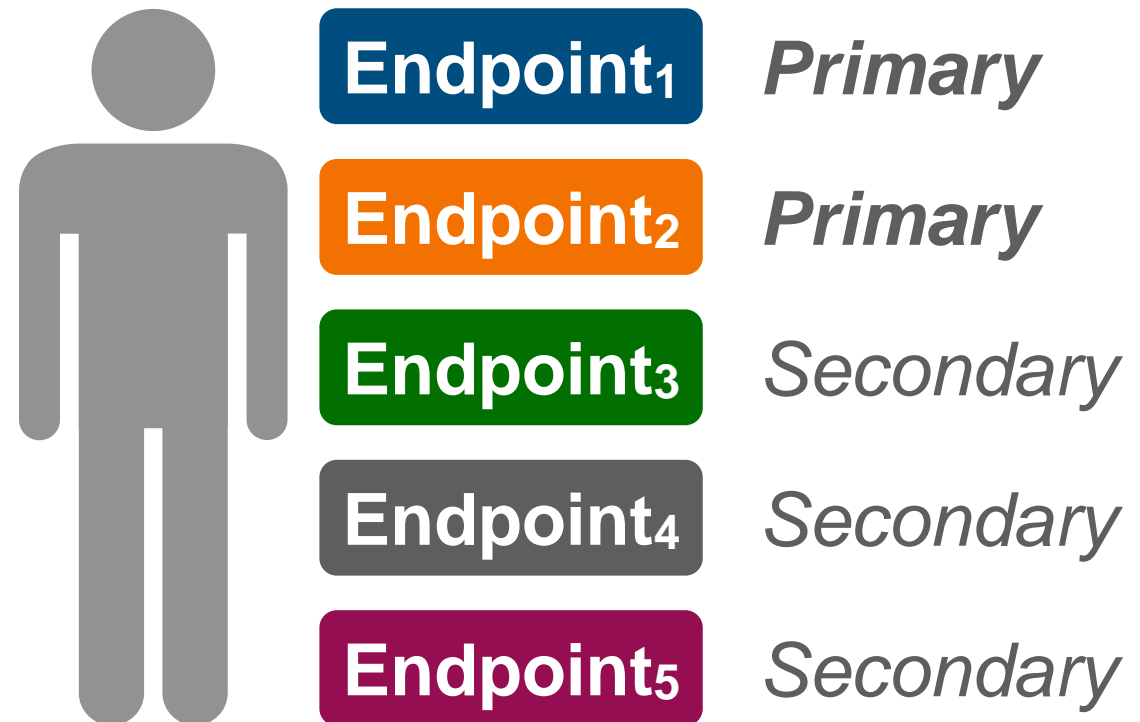 Endpoint₁ Primary
Endpoint₂ Primary
Endpoint₃ Secondary
Endpoint₄ Secondary
Endpoint₅ Secondary